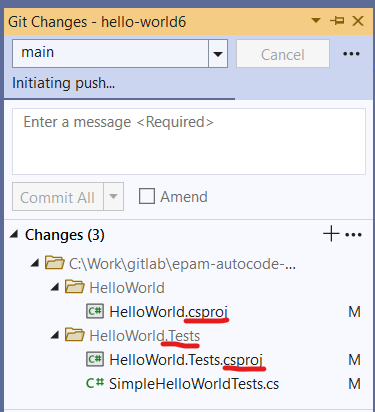 Git Changes - hello-world6
main
Cancel
Initiating push...
Enter a message <Required>
Commit All
Amend
Changes (3)
C:\Work\gitlab\epam-autocode-...
HelloWorld
C# HelloWorld.csproj M
HelloWorld.Tests
C# HelloWorld.Tests.csproj M
C# SimpleHelloWorldTests.cs M